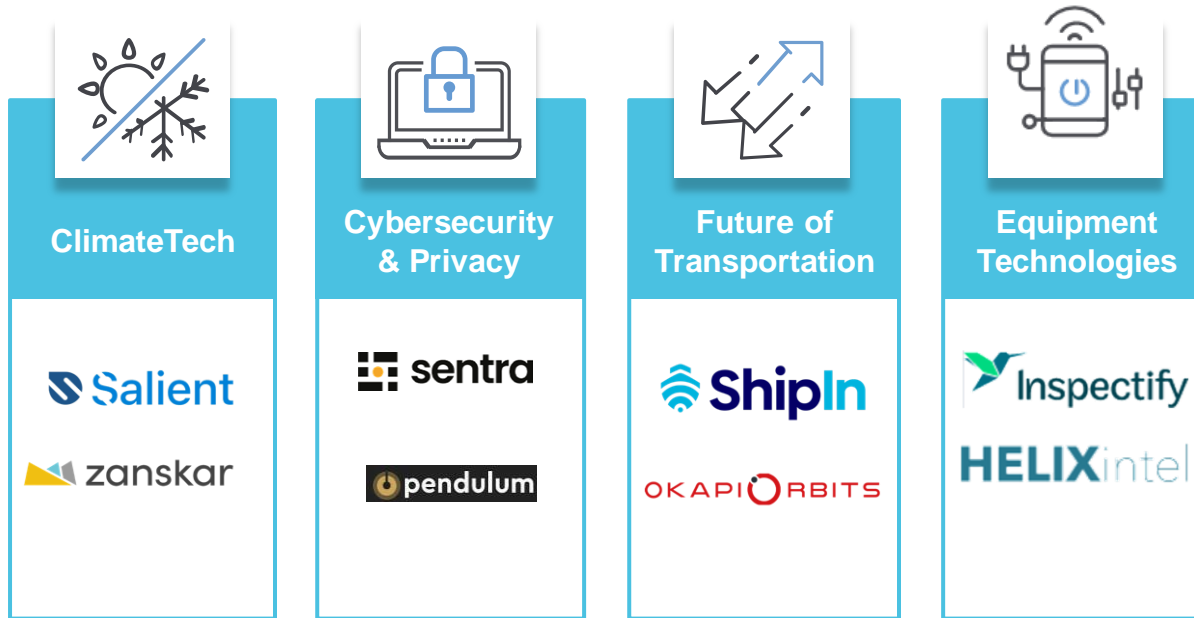 ClimateTech
Salient
zanskar
Cybersecurity
& Privacy
sentra
pendulum
Future of
Transportation
ShipIn
OKAPIORBITS
Equipment
Technologies
Inspectify
HELIXintel